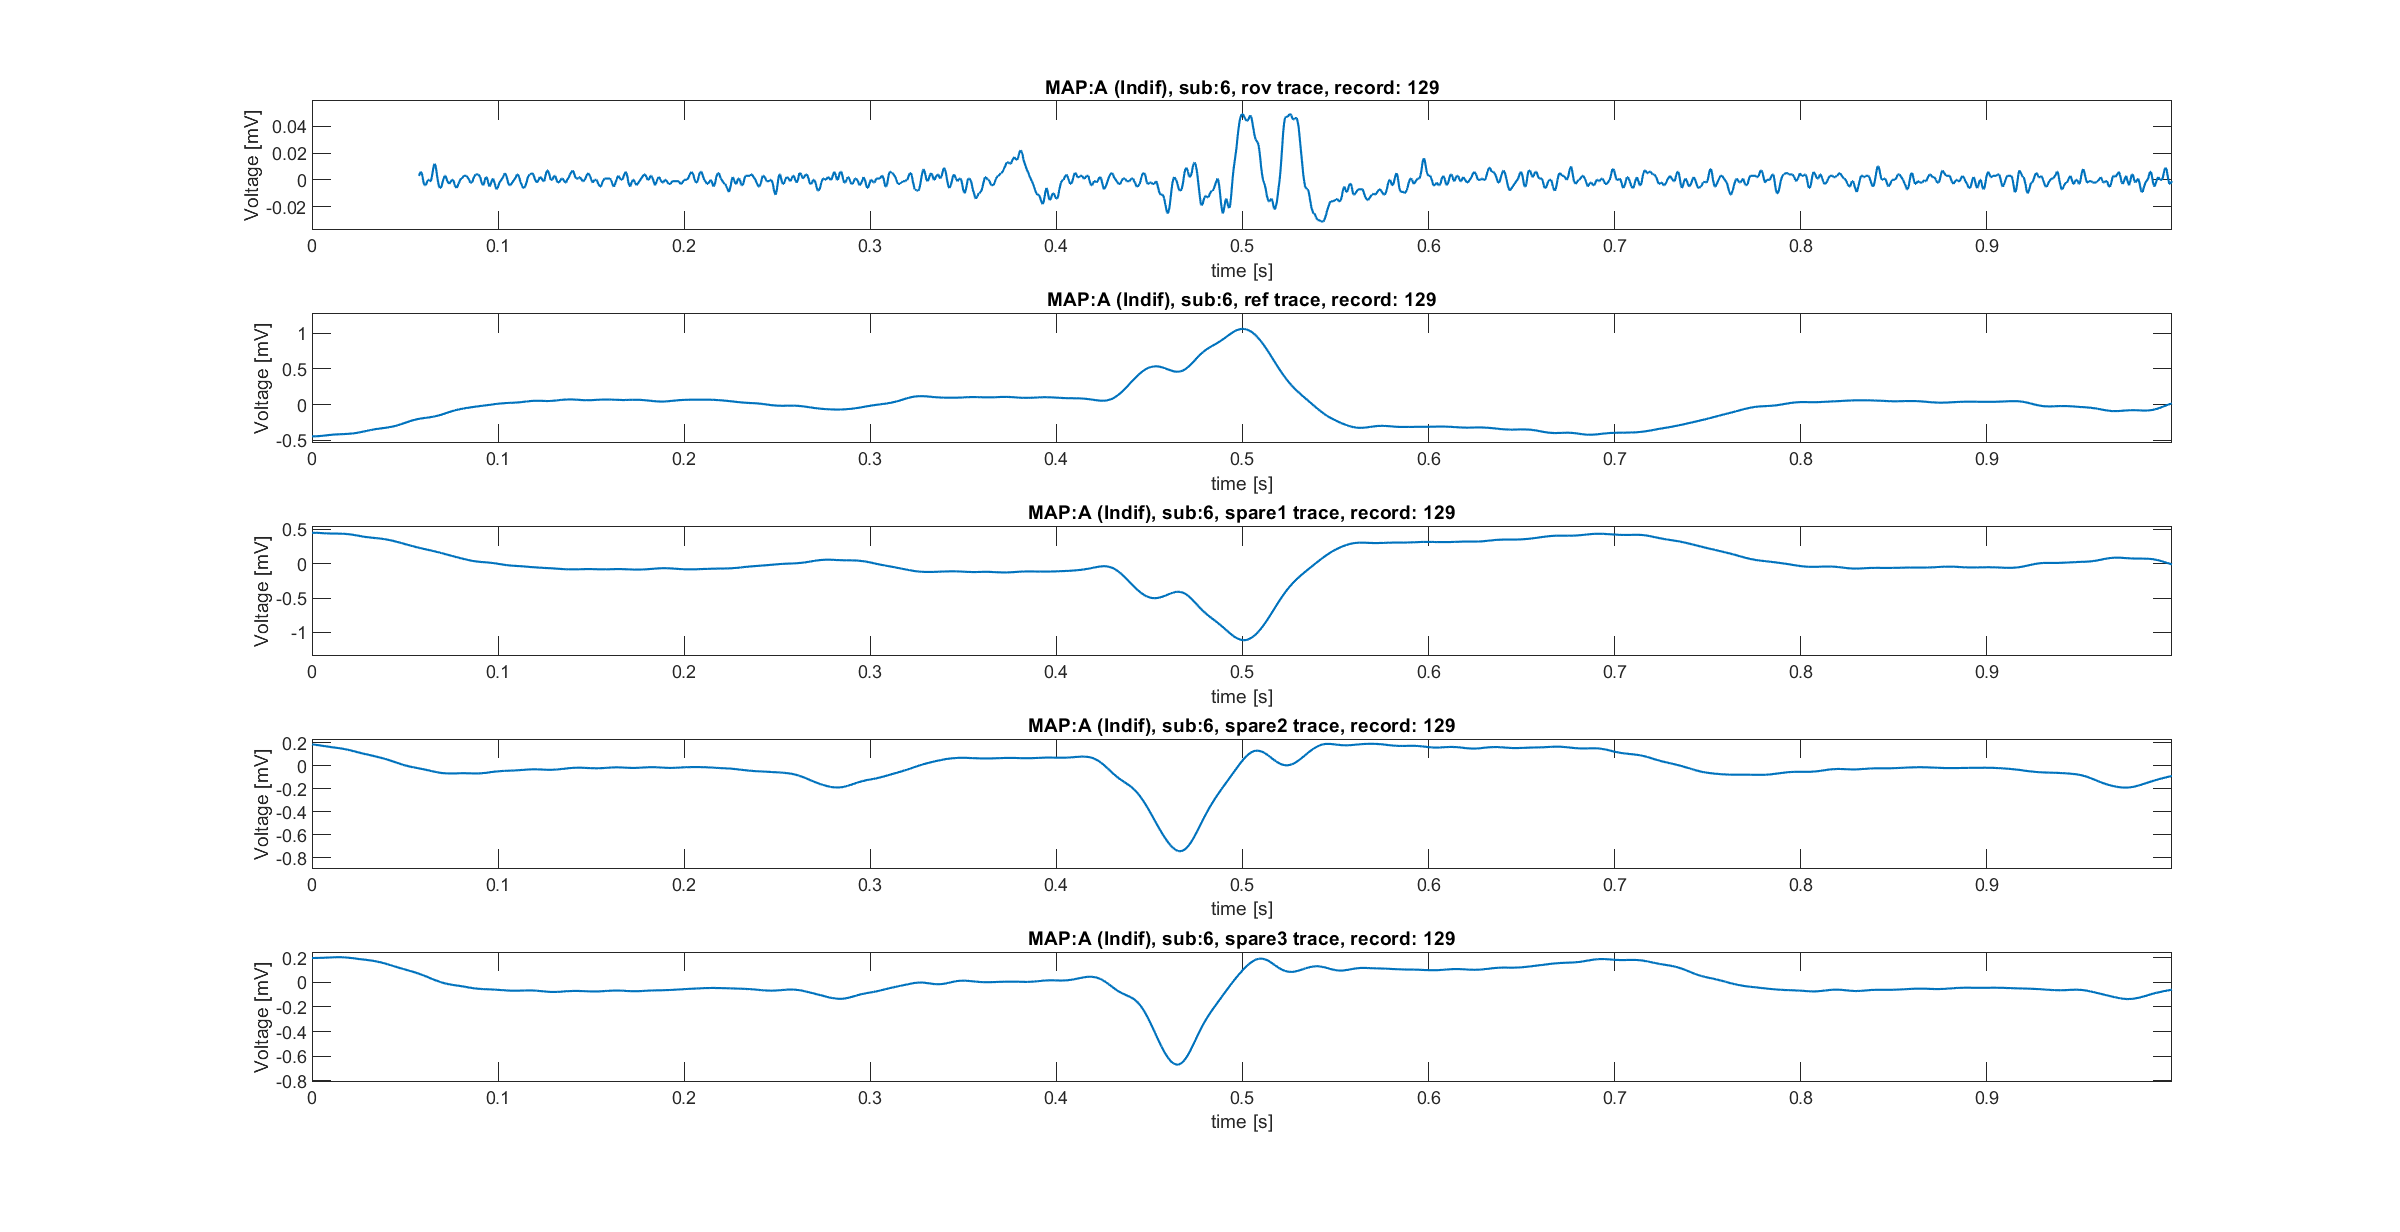 MAP:A (Indif), sub:6, rov trace, record: 129
Voltage [mV]
0.04
0.02
0
-0.02
0 0.1 0.2 0.3 0.4 0.5 0.6 0.7 0.8 0.9
time [s]
MAP:A (Indif), sub:6, ref trace, record: 129
Voltage [mV]
1
0.5
0
-0.5
0 0.1 0.2 0.3 0.4 0.5 0.6 0.7 0.8 0.9
time [s]
MAP:A (Indif), sub:6, spare1 trace, record: 129
Voltage [mV]
0.5
0
-0.5
-1
0 0.1 0.2 0.3 0.4 0.5 0.6 0.7 0.8 0.9
time [s]
MAP:A (Indif), sub:6, spare2 trace, record: 129
Voltage [mV]
0.2
0
-0.2
-0.4
-0.6
-0.8
0 0.1 0.2 0.3 0.4 0.5 0.6 0.7 0.8 0.9
time [s]
MAP:A (Indif), sub:6, spare3 trace, record: 129
Voltage [mV]
0.2
0
-0.2
-0.4
-0.6
-0.8
0 0.1 0.2 0.3 0.4 0.5 0.6 0.7 0.8 0.9
time [s]